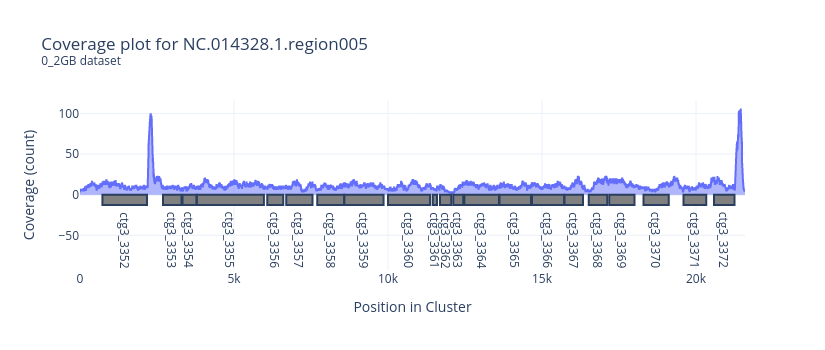 Coverage plot for NC.014328.1.region005
0_2GB dataset
Coverage (count)
100
50
0
−50
ctg3_3352
ctg3_3353
ctg3_3354
ctg3_3355
ctg3_3356
ctg3_3357
ctg3_3358
ctg3_3359
ctg3_3360
ctg3_3361
ctg3_3362
ctg3_3363
ctg3_3364
ctg3_3365
ctg3_3366
ctg3_3367
ctg3_3368
ctg3_3369
ctg3_3370
ctg3_3371
ctg3_3372
0
5k
10k
15k
20k
Position in Cluster